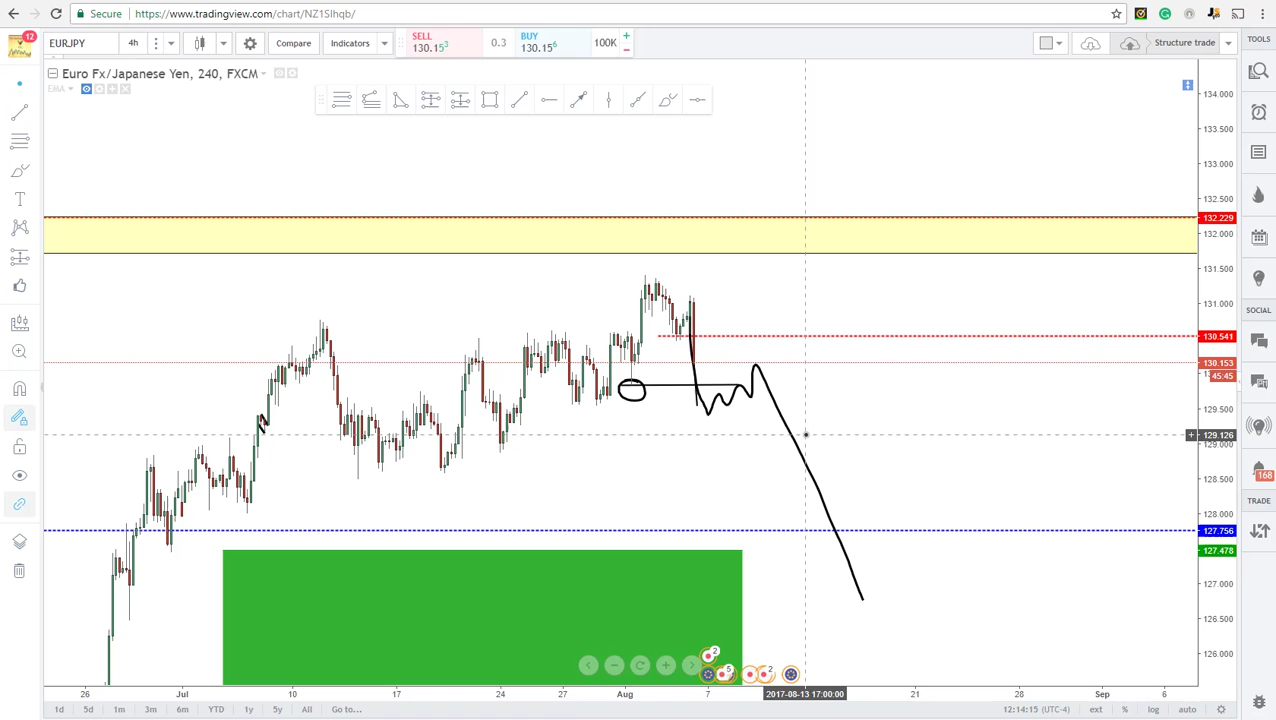 Secure
https://www.tradingview.com/chart/NZ1SIhqb/
12
EURJPY
4h
Compare
Indicators
SELL
130.15³
0.3
BUY
130.15⁶
100K
Structure trade
TOOLS
Euro Fx/Japanese Yen, 240, FXCM
EMA
134.000
133.500
133.000
132.500
132.229
132.000
131.500
131.000
130.541
130.153
45:45
129.500
129.126
129.000
128.500
128.000
127.756
127.478
127.000
126.500
126.000
SOCIAL
168
TRADE
2
5
2
26
Jul
10
17
24
27
Aug
7
2017-08-13 17:00:00
21
28
Sep
6
1d
5d
1m
3m
6m
YTD
1y
5y
All
Go to...
12:14:15 (UTC-4)
ext
%
log
auto